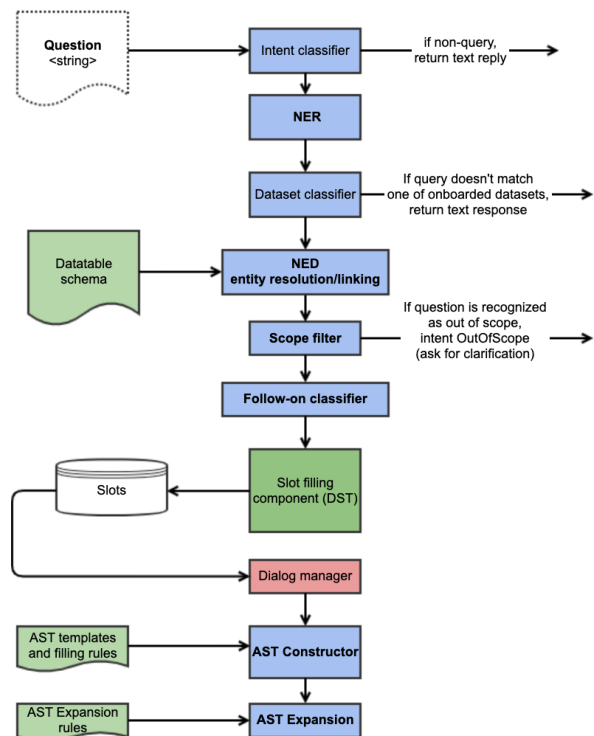 Question
<string>
Intent classifier
if non-query,
return text reply
NER
Dataset classifier
If query doesn't match
one of onboarded datasets,
return text response
Datatable
schema
NED
entity resolution/linking
Scope filter
If question is recognized
as out of scope,
intent OutOfScope
(ask for clarification)
Follow-on classifier
Slots
Slot filling
component (DST)
Dialog manager
AST templates
and filling rules
AST Constructor
AST Expansion
rules
AST Expansion